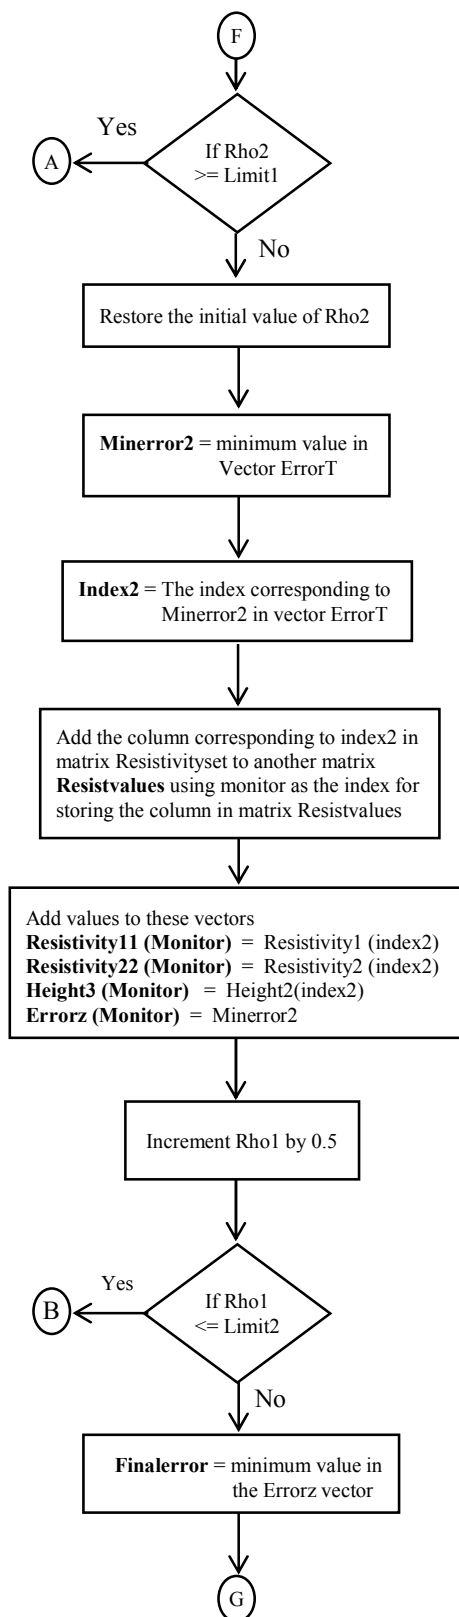 F
Yes
A
If Rho2
>= Limit1
No
Restore the initial value of Rho2
Minerror2 = minimum value in
Vector ErrorT
Index2 = The index corresponding to
Minerror2 in vector ErrorT
Add the column corresponding to index2 in
matrix Resistivityset to another matrix
Resistvalues using monitor as the index for
storing the column in matrix Resistvalues
Add values to these vectors
Resistivity11 (Monitor) = Resistivity1 (index2)
Resistivity22 (Monitor) = Resistivity2 (index2)
Height3 (Monitor) = Height2(index2)
Errorz (Monitor) = Minerror2
Increment Rho1 by 0.5
Yes
B
If Rho1
<= Limit2
No
Finalerror = minimum value in
the Errorz vector
G